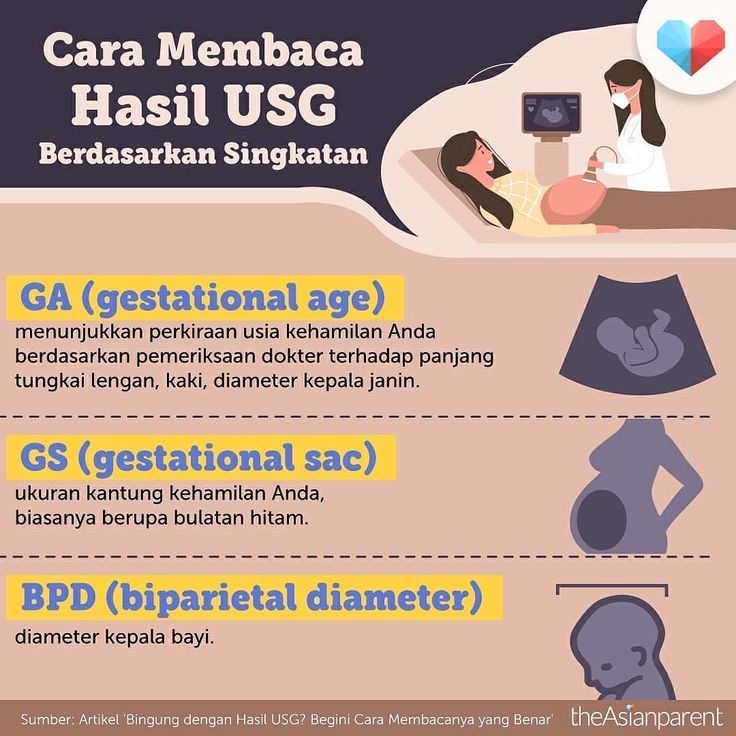 Cara Membaca
Hasil USG
Berdasarkan Singkatan
GA (gestational age)
menunjukkan perkiraan usia kehamilan Anda
berdasarkan pemeriksaan dokter terhadap panjang
tungkai lengan, kaki, diameter kepala janin.
GS (gestational sac)
ukuran kantung kehamilan Anda,
biasanya berupa bulatan hitam.
BPD (biparietal diameter)
diameter kepala bayi.
Sumber: Artikel 'Bingung dengan Hasil USG? Begini Cara Membacanya yang Benar'
theAsianparent